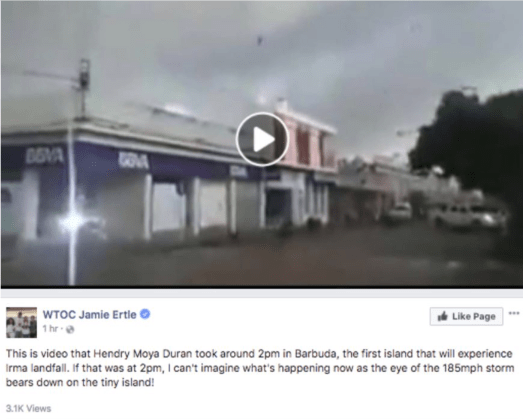 BBVA
BBVA
WTOC Jamie Ertle
Like Page
1 hr ·
This is video that Hendry Moya Duran took around 2pm in Barbuda, the first island that will experience
Irma landfall. If that was at 2pm, I can't imagine what's happening now as the eye of the 185mph storm
bears down on the tiny island!
3.1K Views